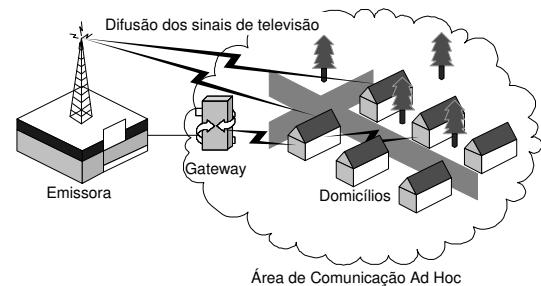 Difusão dos sinais de televisão
Emissora
Gateway
Domicílios
Área de Comunicação Ad Hoc